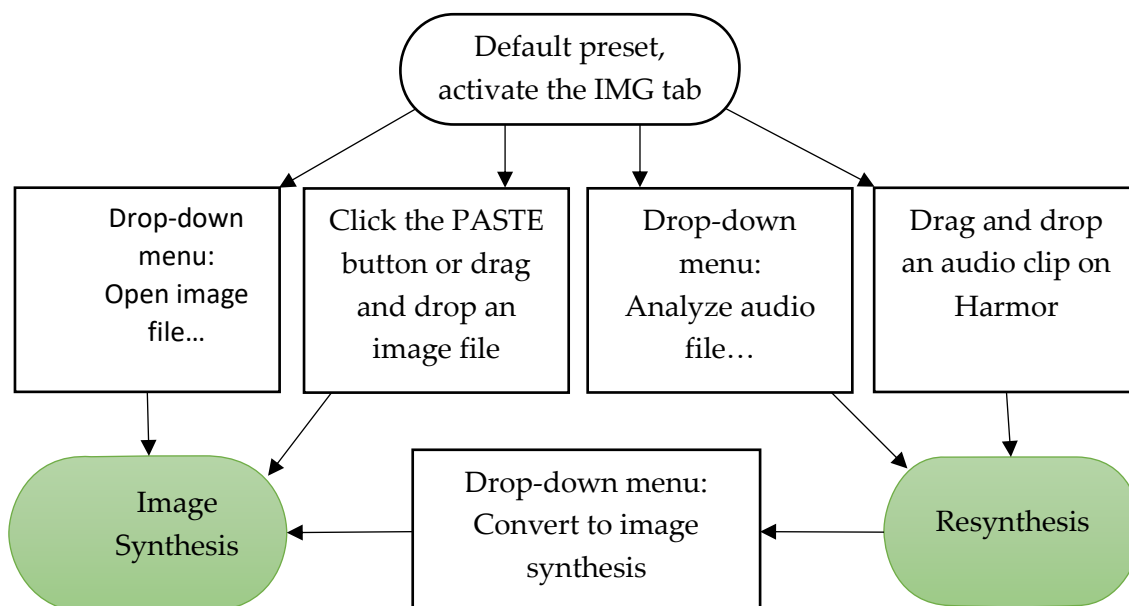 Default preset,
activate the IMG tab
Drop-down
menu:
Open image
file…
Click the PASTE
button or drag
and drop an
image file
Drop-down
menu:
Analyze audio
file…
Drag and drop
an audio clip on
Harmor
Image
Synthesis
Drop-down menu:
Convert to image
synthesis
Resynthesis